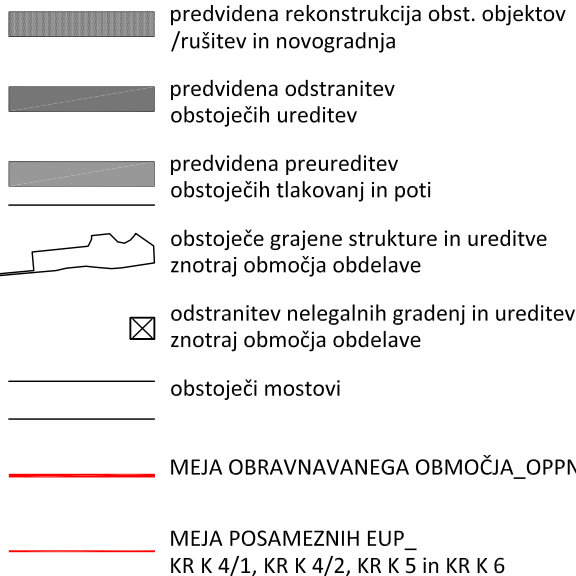 predvidena rekonstrukcija obst. objektov
/rušitev in novogradnja
predvidena odstranitev
obstoječih ureditev
predvidena preureditev
obstoječih tlakovanj in poti
obstoječe grajene strukture in ureditve
znotraj območja obdelave
odstranitev nelegalnih gradenj in ureditev
znotraj območja obdelave
obstoječi mostovi
MEJA OBRAVNAVANEGA OBMOČJA_OPPN
MEJA POSAMEZNIH EUP_
KR K 4/1, KR K 4/2, KR K 5 in KR K 6